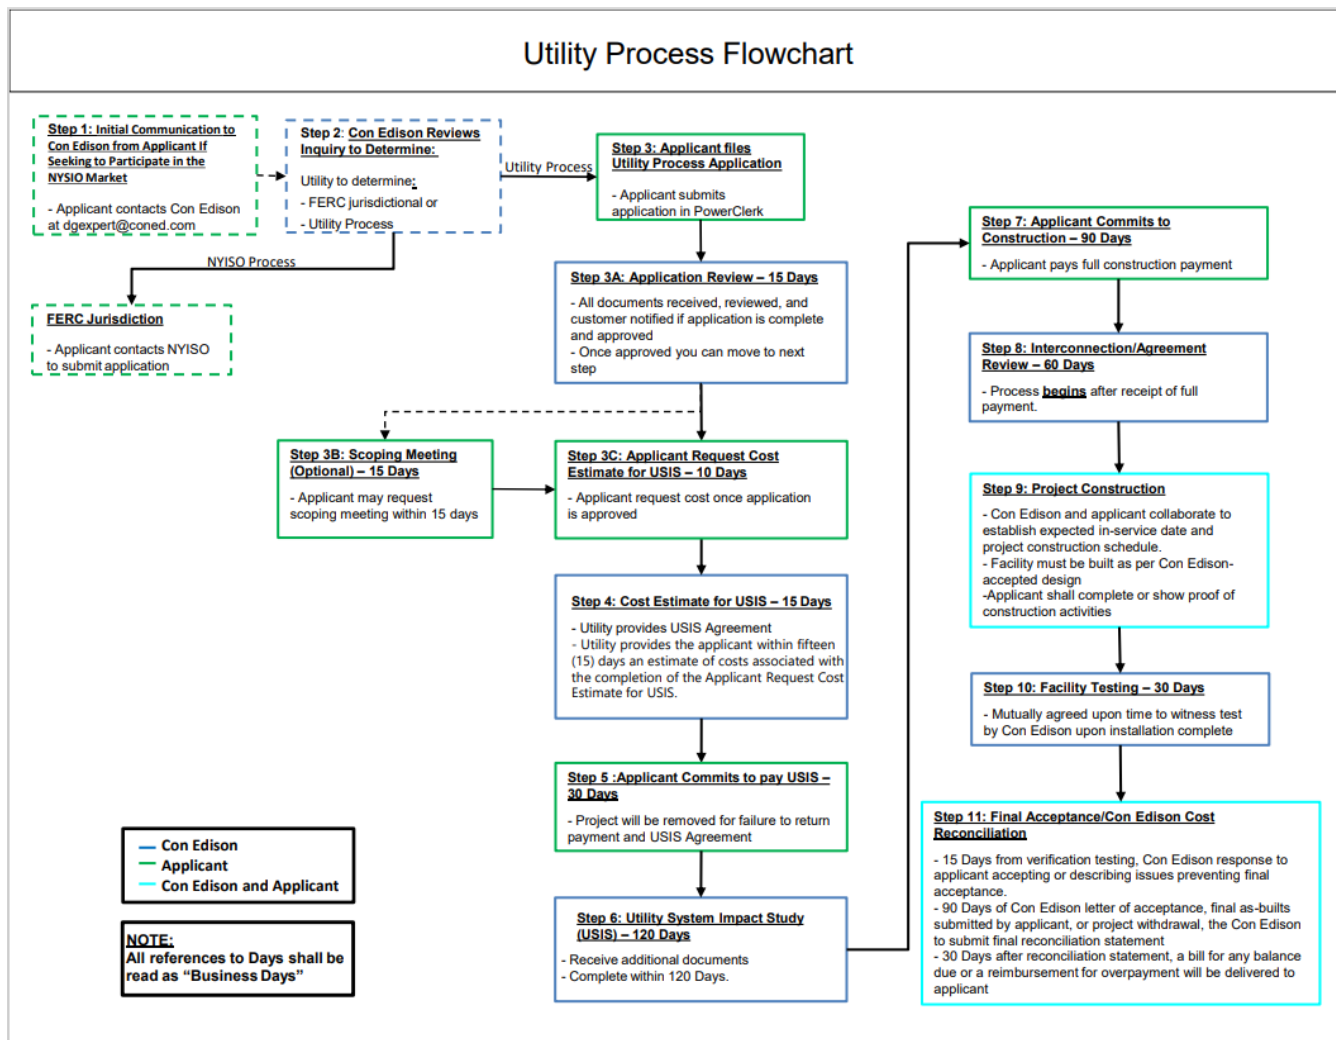 Utility Process Flowchart
Step 1: Initial Communication to
Con Edison from Applicant If
Seeking to Participate in the
NYSIO Market
- Applicant contacts Con Edison
at dgexpert@coned.com
Step 2: Con Edison Reviews
Inquiry to Determine:
Utility to determine:
- FERC jurisdictional or
- Utility Process
Utility Process
NYISO Process
FERC Jurisdiction
- Applicant contacts NYISO
to submit application
Step 3: Applicant files
Utility Process Application
- Applicant submits
application in PowerClerk
Step 3A: Application Review – 15 Days
- All documents received, reviewed, and
customer notified if application is complete
and approved
- Once approved you can move to next
step
Step 3B: Scoping Meeting
(Optional) – 15 Days
- Applicant may request
scoping meeting within 15 days
Step 3C: Applicant Request Cost
Estimate for USIS – 10 Days
- Applicant request cost once application
is approved
Step 4: Cost Estimate for USIS – 15 Days
- Utility provides USIS Agreement
- Utility provides the applicant within fifteen
(15) days an estimate of costs associated with
the completion of the Applicant Request Cost
Estimate for USIS.
Step 5 :Applicant Commits to pay USIS –
30 Days
- Project will be removed for failure to return
payment and USIS Agreement
Step 6: Utility System Impact Study
(USIS) – 120 Days
- Receive additional documents
- Complete within 120 Days.
Step 7: Applicant Commits to
Construction – 90 Days
- Applicant pays full construction payment
Step 8: Interconnection/Agreement
Review – 60 Days
- Process begins after receipt of full
payment.
Step 9: Project Construction
- Con Edison and applicant collaborate to
establish expected in-service date and
project construction schedule.
- Facility must be built as per Con Edison-
accepted design
-Applicant shall complete or show proof of
construction activities
Step 10: Facility Testing – 30 Days
- Mutually agreed upon time to witness test
by Con Edison upon installation complete
Step 11: Final Acceptance/Con Edison Cost
Reconciliation
- 15 Days from verification testing, Con Edison response to
applicant accepting or describing issues preventing final
acceptance.
- 90 Days of Con Edison letter of acceptance, final as-builts
submitted by applicant, or project withdrawal, the Con Edison
to submit final reconciliation statement
- 30 Days after reconciliation statement, a bill for any balance
due or a reimbursement for overpayment will be delivered to
applicant
Con Edison
Applicant
Con Edison and Applicant
NOTE:
All references to Days shall be
read as “Business Days”